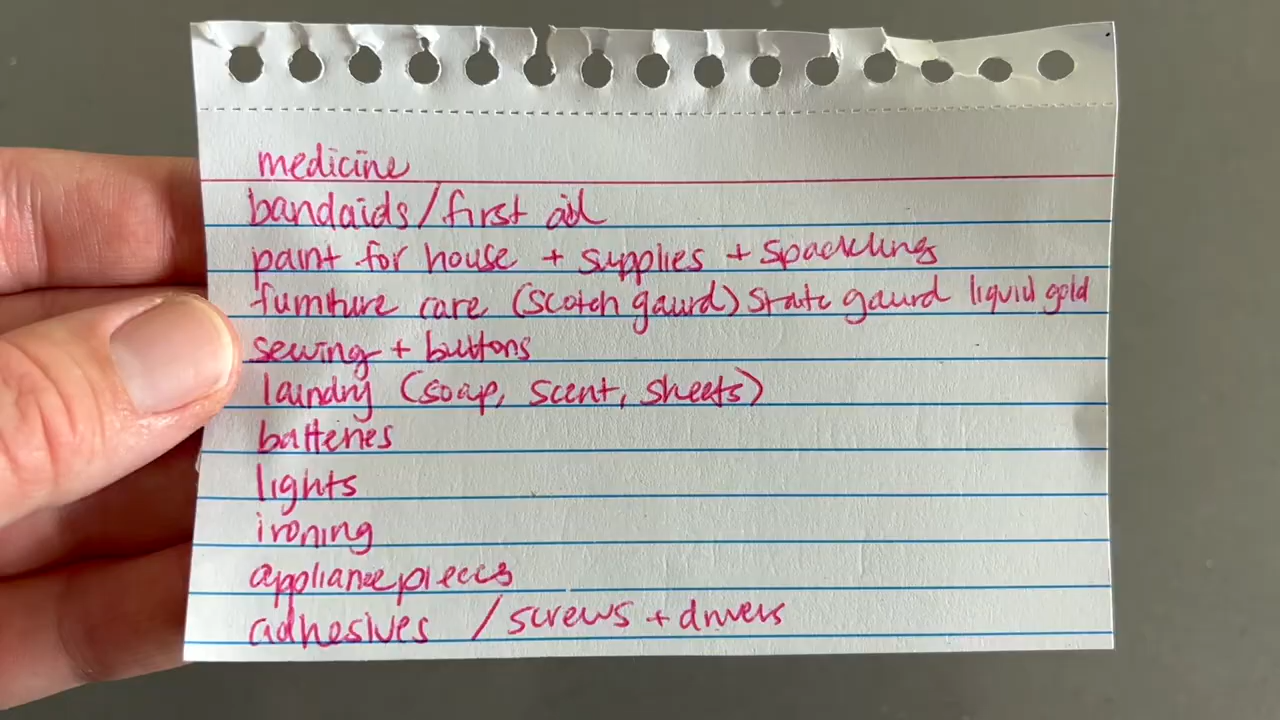 medicine
bandaids/first aid
paint for house + supplies + spackling
furniture care (scotch gaurd) state gaurd liquid gold
sewing + buttons
laundry (soap, scent, sheets)
batteries
lights
ironing
appliance pieces
adhesives / screws + drivers